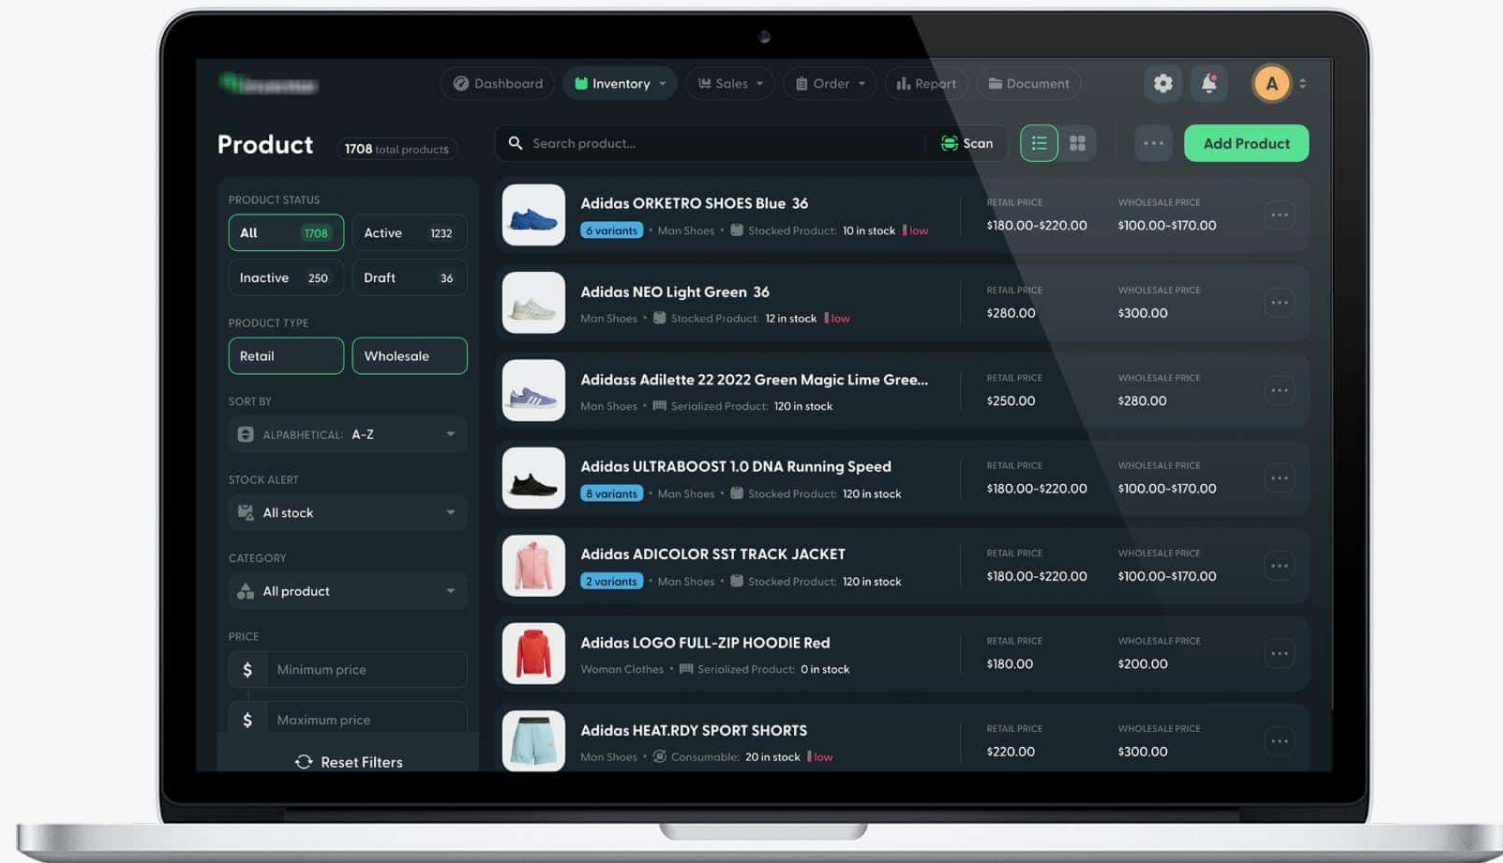 Dashboard
Inventory
Sales
Order
Report
Document
A
Product
1708 total products
Search product...
Scan
Add Product
PRODUCT STATUS
All 1708
Active 1232
Inactive 250
Draft 36
PRODUCT TYPE
Retail
Wholesale
SORT BY
ALPABHETICAL: A-Z
STOCK ALERT
All stock
CATEGORY
All product
PRICE
$ Minimum price
$ Maximum price
Reset Filters
Adidas ORKETRO SHOES Blue 36
6 variants • Man Shoes • Stocked Product: 10 in stock low
RETAIL PRICE
$180.00-$220.00
WHOLESALE PRICE
$100.00-$170.00
Adidas NEO Light Green 36
Man Shoes • Stocked Product: 12 in stock low
RETAIL PRICE
$280.00
WHOLESALE PRICE
$300.00
Adidass Adilette 22 2022 Green Magic Lime Gree...
Man Shoes • Serialized Product: 120 in stock
RETAIL PRICE
$250.00
WHOLESALE PRICE
$280.00
Adidas ULTRABOOST 1.0 DNA Running Speed
8 variants • Man Shoes • Stocked Product: 120 in stock
RETAIL PRICE
$180.00-$220.00
WHOLESALE PRICE
$100.00-$170.00
Adidas ADICOLOR SST TRACK JACKET
2 variants • Man Shoes • Stocked Product: 120 in stock
RETAIL PRICE
$180.00-$220.00
WHOLESALE PRICE
$100.00-$170.00
Adidas LOGO FULL-ZIP HOODIE Red
Woman Clothes • Serialized Product: 0 in stock
RETAIL PRICE
$180.00
WHOLESALE PRICE
$200.00
Adidas HEAT.RDY SPORT SHORTS
Man Shoes • Consumable: 20 in stock low
RETAIL PRICE
$220.00
WHOLESALE PRICE
$300.00